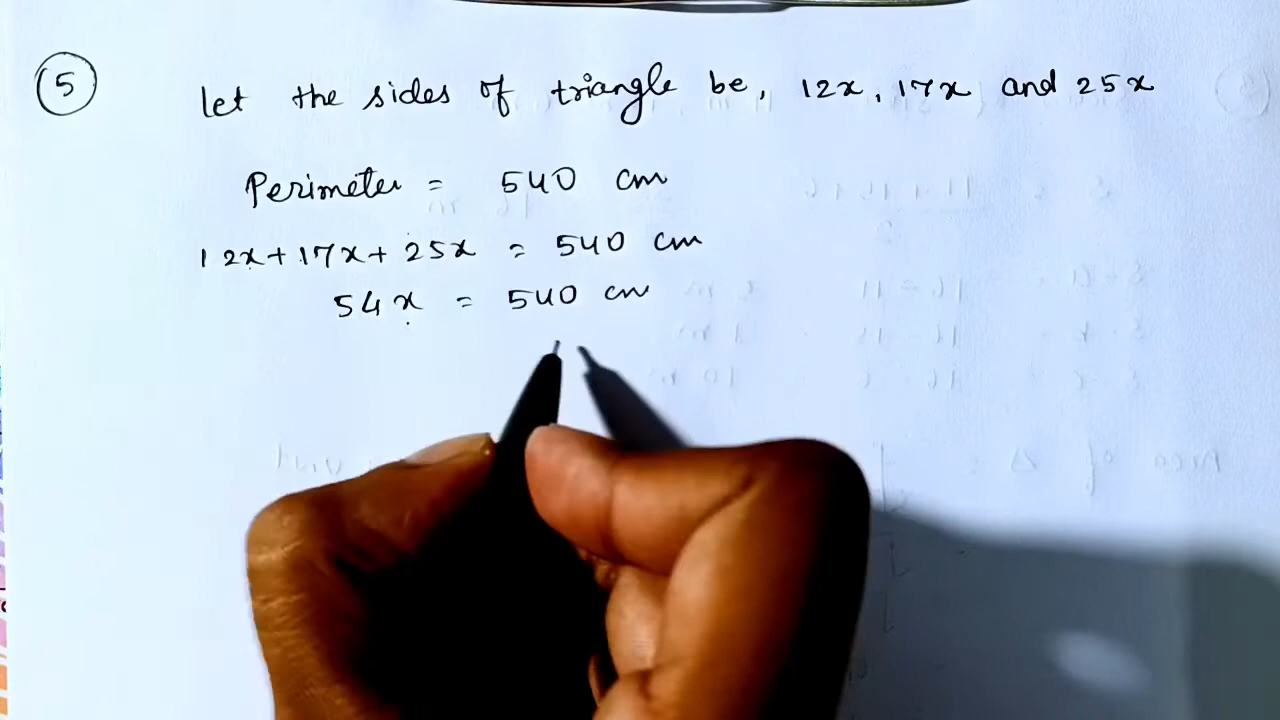 5 let the sides of triangle be, 12x, 17x and 25x
Perimeter = 540 cm
12x+17x+25x = 540 cm
54x = 540 cm